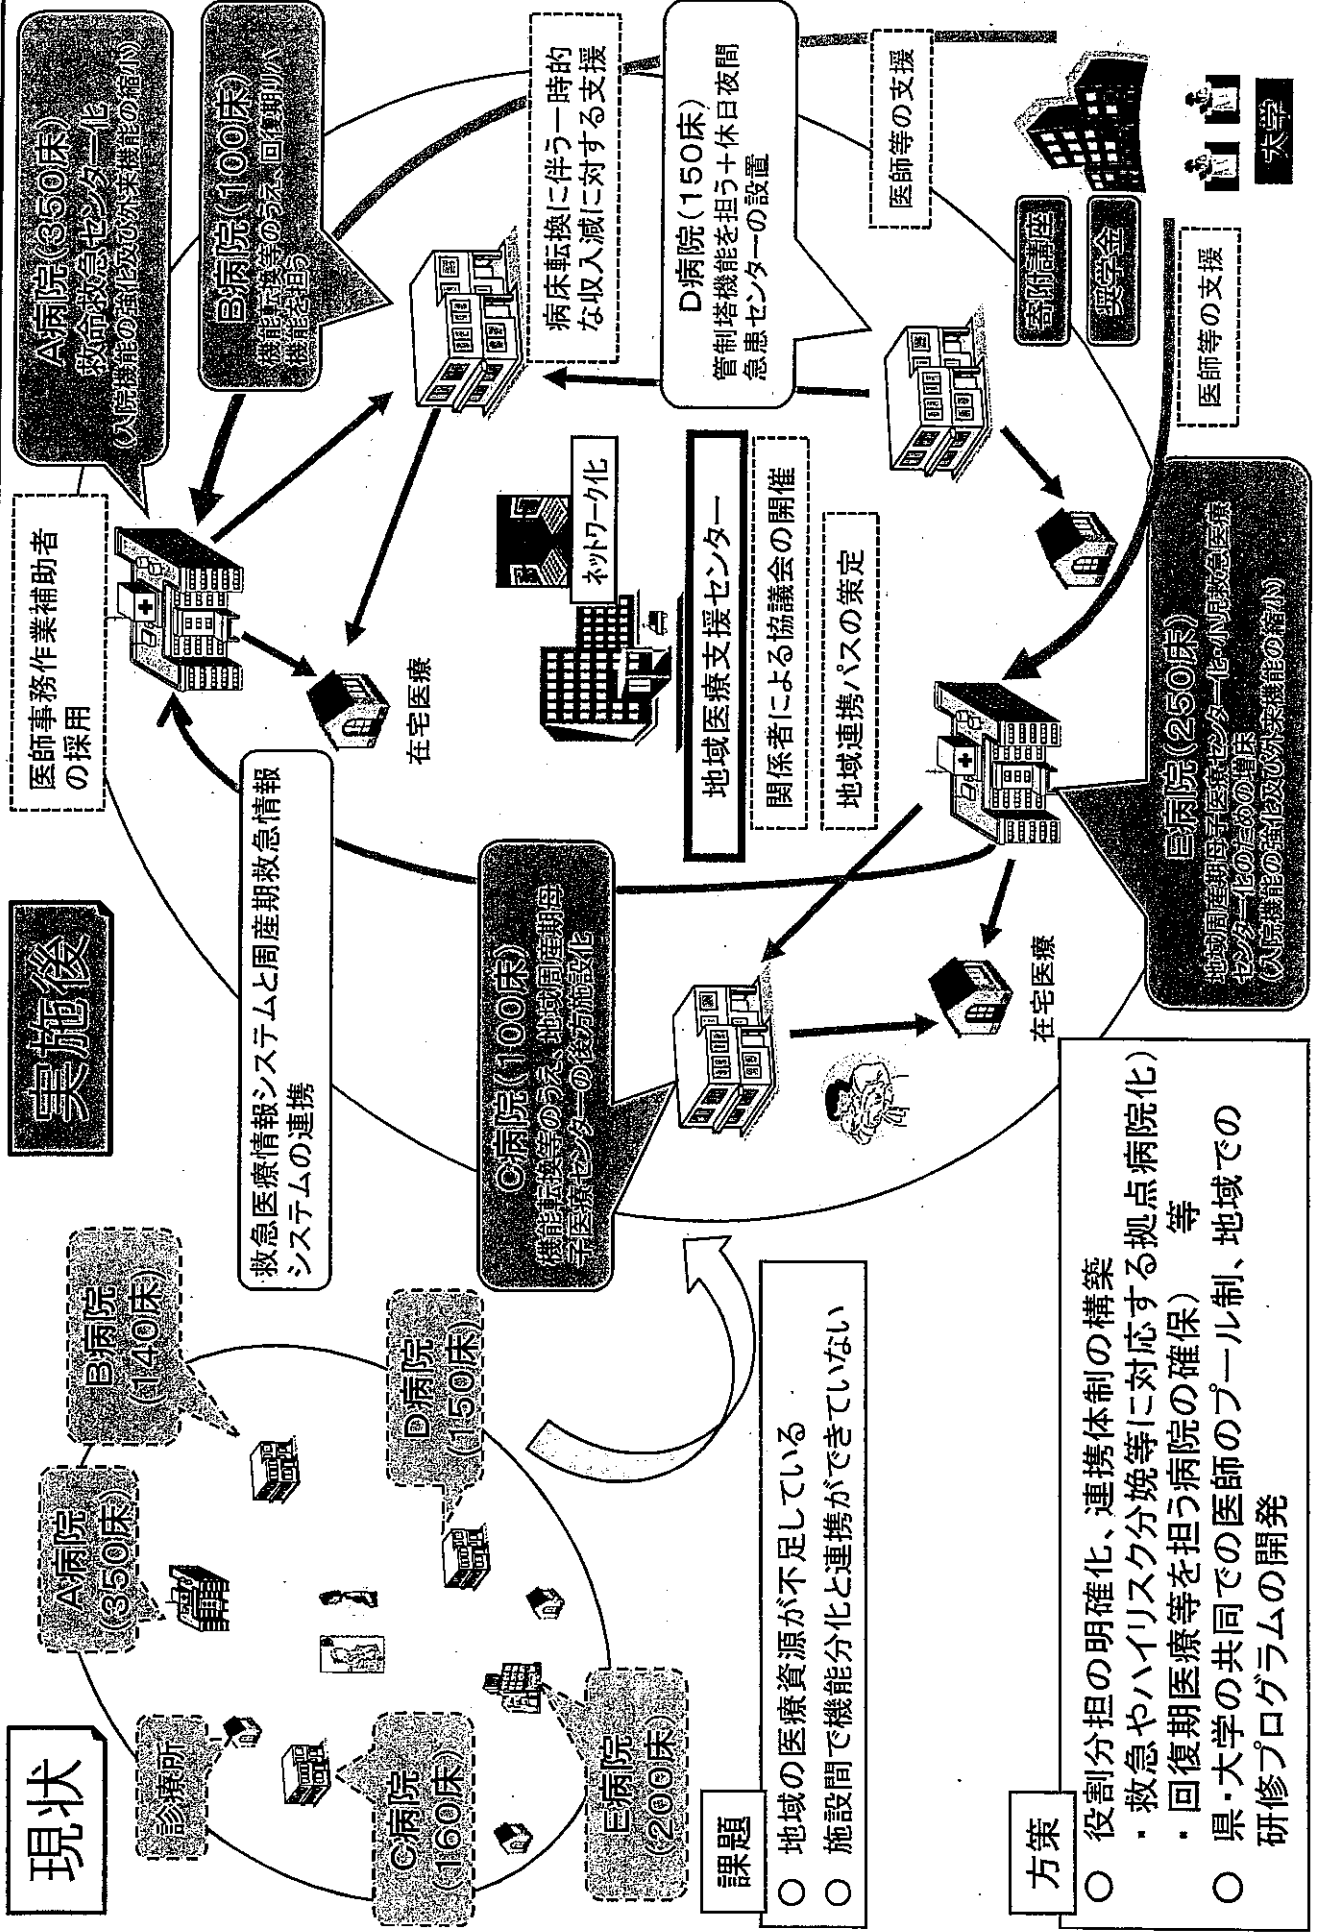 現状
診療所
A病院
(350床)
B病院
(140床)
C病院
(160床)
D病院
(150床)
E病院
(200床)
課題
○ 地域の医療資源が不足している
○ 施設間で機能分化と連携ができていない
方策
○ 役割分担の明確化、連携体制の構築
・救急やハイリスク分娩等に対応する拠点病院化)
・回復期医療等を担う病院の確保) 等
○ 県・大学の共同での医師のプール制、地域での
研修プログラムの開発
実施後
医師事務作業補助者
の採用
A病院(350床)
救命救急センター化
(入院機能の強化及び外来機能の縮小)
B病院(100床)
機能転換等のうえ、回復期リハ
機能を担う
救急医療情報システムと周産期救急情報
システムの連携
在宅医療
病床転換に伴う一時的
な収入減に対する支援
ネットワーク化
C病院(100床)
機能転換等のうえ、地域周産期母
子医療センターの後方施設化
地域医療支援センター
関係者による協議会の開催
地域連携パスの策定
D病院(150床)
管制塔機能を担う+休日夜間
急患センターの設置
医師等の支援
在宅医療
E病院(250床)
地域周産期母子医療センター化・小児救急医療
センター化のための増床
(入院機能の強化及び外来機能の縮小)
寄附講座
奨学金
医師等の支援
大学